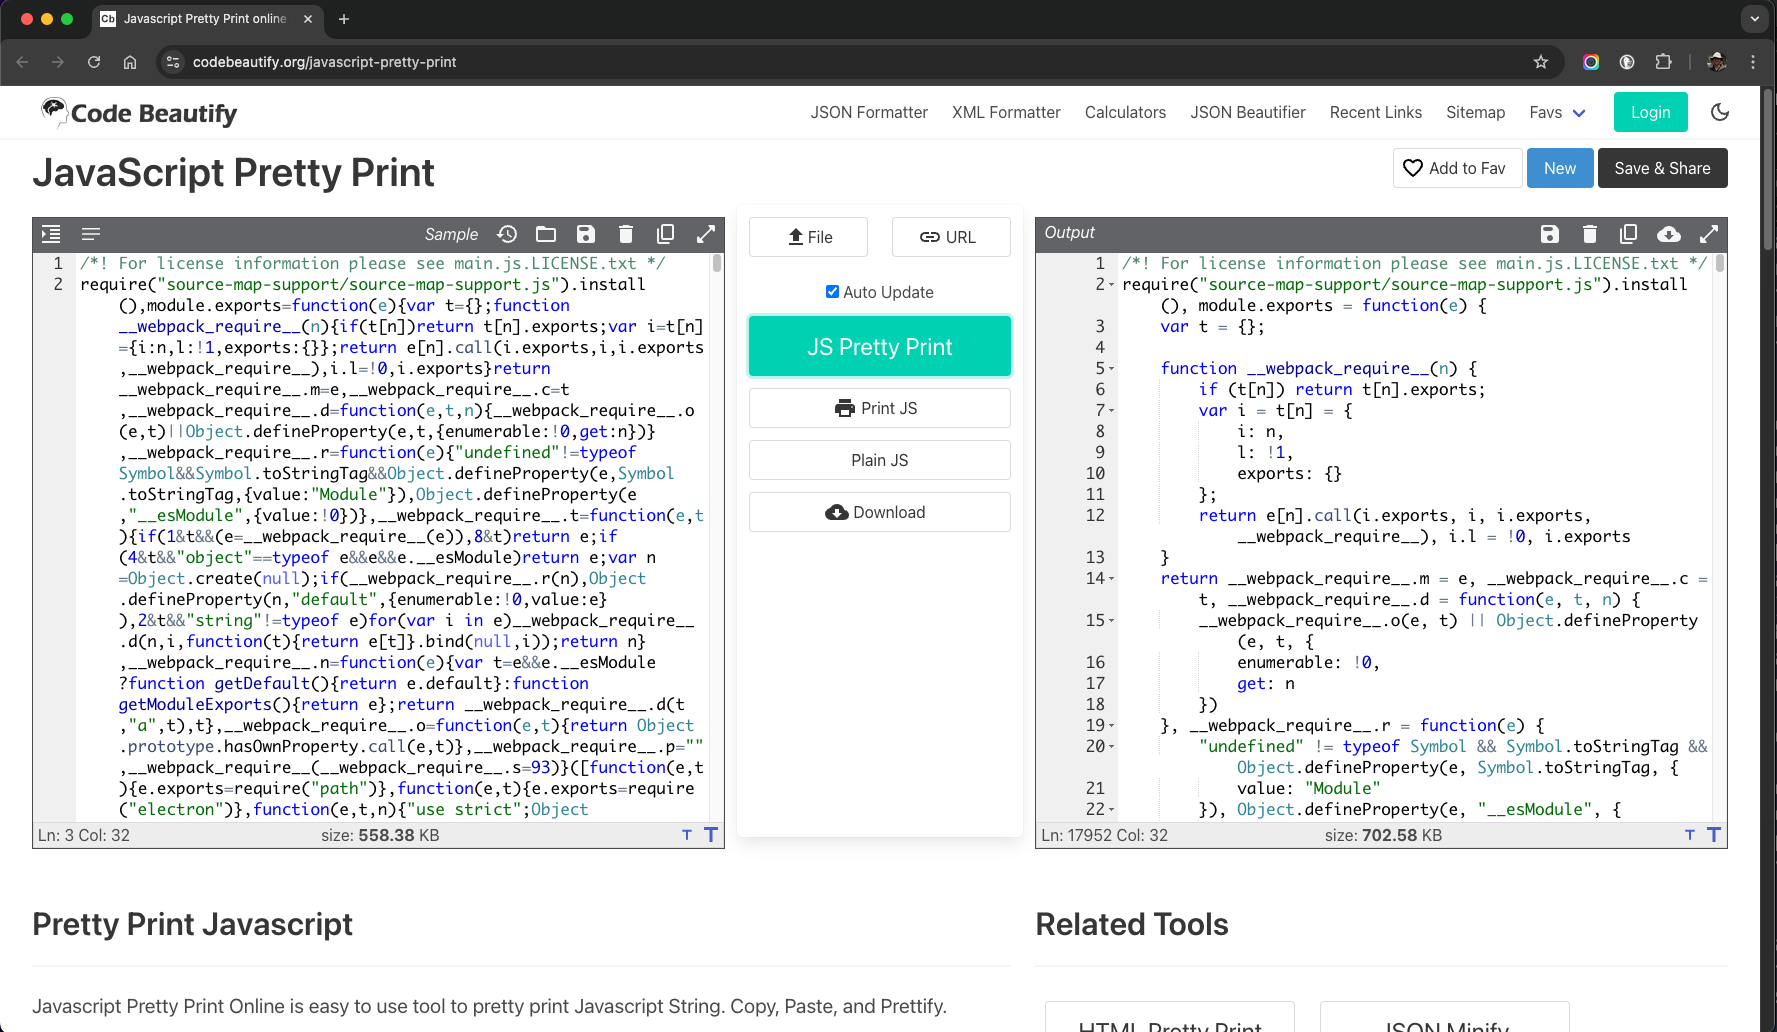 Cb Javascript Pretty Print online
codebeautify.org/javascript-pretty-print
Code Beautify
JSON Formatter XML Formatter Calculators JSON Beautifier Recent Links Sitemap Favs Login
JavaScript Pretty Print
Add to Fav New Save & Share
Sample
1 /*! For license information please see main.js.LICENSE.txt */
2 require("source-map-support/source-map-support.js").install
(),module.exports=function(e){var t={};function
__webpack_require__(n){if(t[n])return t[n].exports;var i=t[n]
={i:n,l:!1,exports:{}};return e[n].call(i.exports,i,i.exports
,__webpack_require__),i.l=!0,i.exports}return
__webpack_require__.m=e,__webpack_require__.c=t
,__webpack_require__.d=function(e,t,n){__webpack_require__.o
(e,t)||Object.defineProperty(e,t,{enumerable:!0,get:n})}
,__webpack_require__.r=function(e){"undefined"!=typeof
Symbol&&Symbol.toStringTag&&Object.defineProperty(e,Symbol
.toStringTag,{value:"Module"}),Object.defineProperty(e
,"__esModule",{value:!0})},__webpack_require__.t=function(e,t
){if(1&t&&(e=__webpack_require__(e)),8&t)return e;if
(4&t&&"object"==typeof e&&e&&e.__esModule)return e;var n
=Object.create(null);if(__webpack_require__.r(n),Object
.defineProperty(n,"default",{enumerable:!0,value:e}
),2&t&&"string"!=typeof e)for(var i in e)__webpack_require__
.d(n,i,function(t){return e[t]}.bind(null,i));return n}
,__webpack_require__.n=function(e){var t=e&&e.__esModule
?function getDefault(){return e.default}:function
getModuleExports(){return e};return __webpack_require__.d(t
,"a",t),t},__webpack_require__.o=function(e,t){return Object
.prototype.hasOwnProperty.call(e,t)},__webpack_require__.p=""
,__webpack_require__(__webpack_require__.s=93)}([function(e,t
){e.exports=require("path")},function(e,t){e.exports=require
("electron")},function(e,t,n){"use strict";Object
Ln: 3 Col: 32 size: 558.38 KB T T
File URL
Auto Update
JS Pretty Print
Print JS
Plain JS
Download
Output
1 /*! For license information please see main.js.LICENSE.txt */
2 require("source-map-support/source-map-support.js").install
(), module.exports = function(e) {
3 var t = {};
4
5 function __webpack_require__(n) {
6 if (t[n]) return t[n].exports;
7 var i = t[n] = {
8 i: n,
9 l: !1,
10 exports: {}
11 };
12 return e[n].call(i.exports, i, i.exports,
__webpack_require__), i.l = !0, i.exports
13 }
14 return __webpack_require__.m = e, __webpack_require__.c =
t, __webpack_require__.d = function(e, t, n) {
15 __webpack_require__.o(e, t) || Object.defineProperty
(e, t, {
16 enumerable: !0,
17 get: n
18 })
19 }, __webpack_require__.r = function(e) {
20 "undefined" != typeof Symbol && Symbol.toStringTag &&
Object.defineProperty(e, Symbol.toStringTag, {
21 value: "Module"
22 }), Object.defineProperty(e, "__esModule", {
Ln: 17952 Col: 32 size: 702.58 KB T T
Pretty Print Javascript
Javascript Pretty Print Online is easy to use tool to pretty print Javascript String. Copy, Paste, and Prettify.
Related Tools
HTML Pretty Print JSON Minify